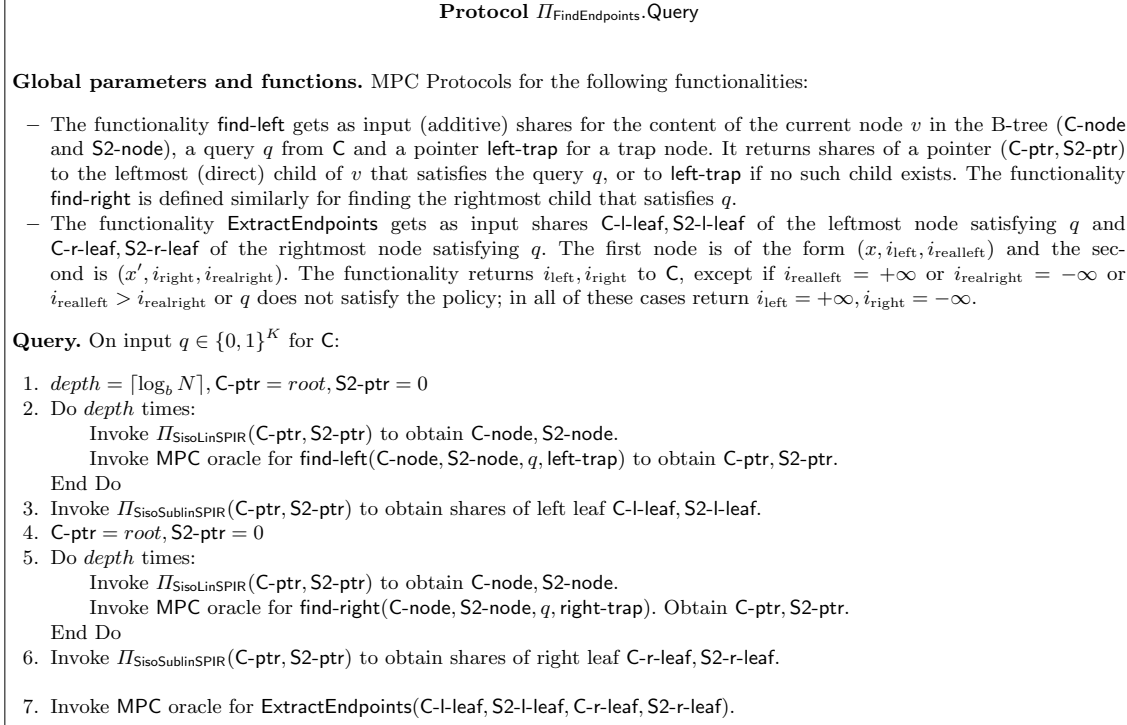 Protocol Π_FindEndpoints.Query
Global parameters and functions. MPC Protocols for the following functionalities:
– The functionality find-left gets as input (additive) shares for the content of the current node v in the B-tree (C-node
and S2-node), a query q from C and a pointer left-trap for a trap node. It returns shares of a pointer (C-ptr, S2-ptr)
to the leftmost (direct) child of v that satisfies the query q, or to left-trap if no such child exists. The functionality
find-right is defined similarly for finding the rightmost child that satisfies q.
– The functionality ExtractEndpoints gets as input shares C-l-leaf, S2-l-leaf of the leftmost node satisfying q and
C-r-leaf, S2-r-leaf of the rightmost node satisfying q. The first node is of the form (x, i_left, i_realleft) and the sec-
ond is (x′, i_right, i_realright). The functionality returns i_left, i_right to C, except if i_realleft = +∞ or i_realright = −∞ or
i_realleft > i_realright or q does not satisfy the policy; in all of these cases return i_left = +∞, i_right = −∞.
Query. On input q ∈ {0, 1}^K for C:
1. depth = ⌈log_b N⌉, C-ptr = root, S2-ptr = 0
2. Do depth times:
Invoke Π_SisoLinSPIR(C-ptr, S2-ptr) to obtain C-node, S2-node.
Invoke MPC oracle for find-left(C-node, S2-node, q, left-trap) to obtain C-ptr, S2-ptr.
End Do
3. Invoke Π_SisoSublinSPIR(C-ptr, S2-ptr) to obtain shares of left leaf C-l-leaf, S2-l-leaf.
4. C-ptr = root, S2-ptr = 0
5. Do depth times:
Invoke Π_SisoLinSPIR(C-ptr, S2-ptr) to obtain C-node, S2-node.
Invoke MPC oracle for find-right(C-node, S2-node, q, right-trap). Obtain C-ptr, S2-ptr.
End Do
6. Invoke Π_SisoSublinSPIR(C-ptr, S2-ptr) to obtain shares of right leaf C-r-leaf, S2-r-leaf.
7. Invoke MPC oracle for ExtractEndpoints(C-l-leaf, S2-l-leaf, C-r-leaf, S2-r-leaf).